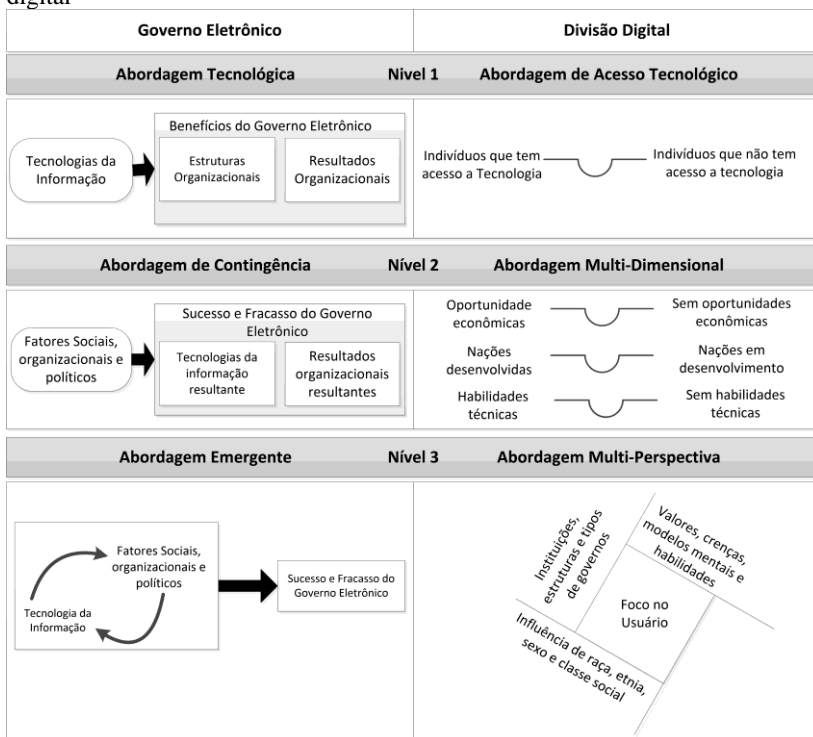 digital
Governo Eletrônico
Divisão Digital
Abordagem Tecnológica
Nivel 1
Abordagem de Acesso Tecnológico
Tecnologias da
Informação
Benefícios do Governo Eletrônico
Estruturas
Organizacionais
Resultados
Organizacionais
Indivíduos que tem
acesso a Tecnologia
Indivíduos que não tem
acesso a tecnologia
Abordagem de Contingência
Nível 2
Abordagem Multi-Dimensional
Fatores Sociais,
organizacionais e
políticos
Sucesso e Fracasso do Governo
Eletrônico
Tecnologias da
informação
resultante
Resultados
organizacionais
resultantes
Oportunidade
econômicas
Sem oportunidades
econômicas
Nações
desenvolvidas
Nações em
desenvolvimento
Habilidades
técnicas
Sem habilidades
técnicas
Abordagem Emergente
Nível 3
Abordagem Multi-Perspectiva
Fatores Sociais,
organizacionais e
políticos
Tecnologia da
Informação
Sucesso e Fracasso do
Governo Eletrônico
Instituições,
estruturas e tipos
de governos
Valores, crenças,
modelos mentais e
habilidades
Foco no
Usuário
Influência de raça, etnia,
sexo e classe social